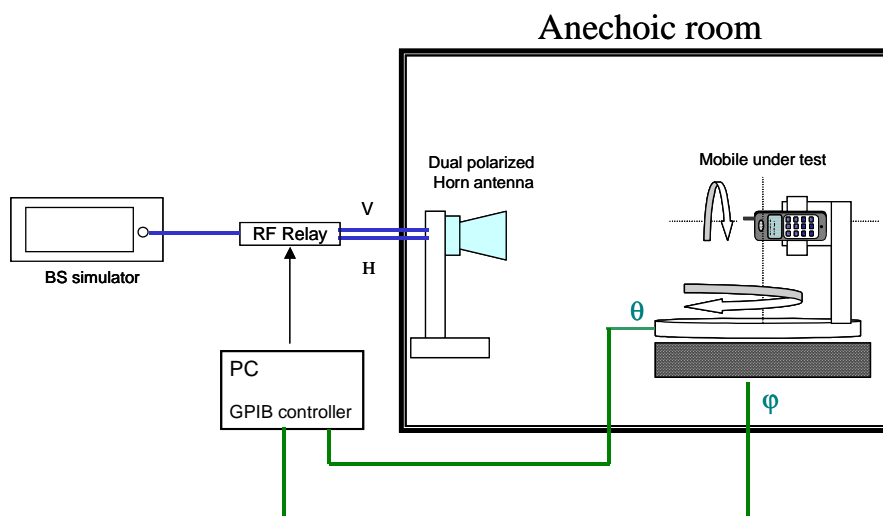 Anechoic room
Dual polarized
Horn antenna
Mobile under test
V
RF Relay
H
BS simulator
θ
PC
GPIB controller
φ